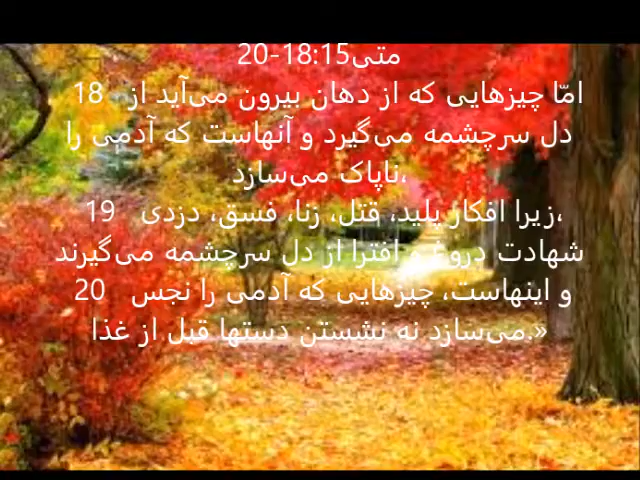 متی18:15-20
18 امّا چیزهایی که از دهان بیرون می‌آید از
دل سرچشمه می‌گیرد و آنهاست که آدمی را
ناپاک می‌سازد،
19 زیرا افکار پلید، قتل، زنا، فسق، دزدی،
شهادت دروغ و افترا از دل سرچشمه می‌گیرند
20 و اینهاست، چیزهایی که آدمی را نجس
می‌سازد نه نشستن دستها قبل از غذا.»